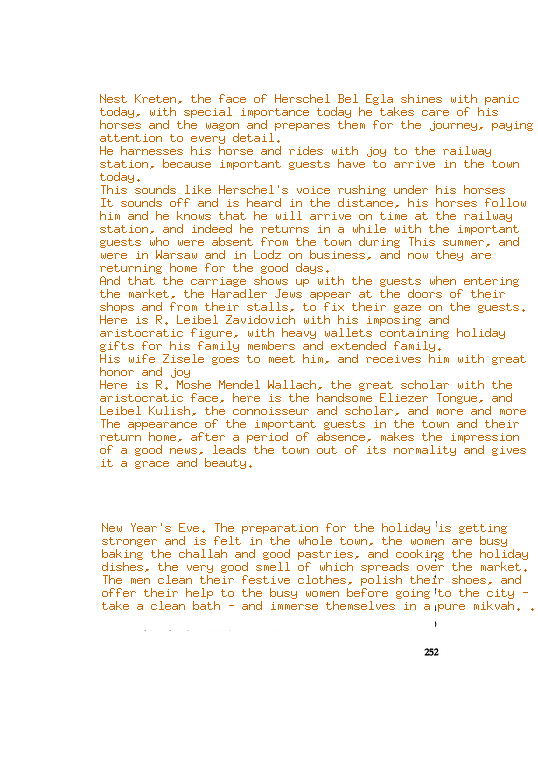 Nest Kreten, the face of Herschel Bel Egla shines with panic
today, with special importance today he takes care of his
horses and the wagon and prepares them for the journey, paying
attention to every detail.
He harnesses his horse and rides with joy to the railway
station, because important guests have to arrive in the town
today.
This sounds like Herschel's voice rushing under his horses
It sounds off and is heard in the distance, his horses follow
him and he knows that he will arrive on time at the railway
station, and indeed he returns in a while with the important
guests who were absent from the town during This summer, and
were in Warsaw and in Lodz on business, and now they are
returning home for the good days.
And that the carriage shows up with the guests when entering
the market, the Haradler Jews appear at the doors of their
shops and from their stalls, to fix their gaze on the guests.
Here is R. Leibel Zavidovich with his imposing and
aristocratic figure, with heavy wallets containing holiday
gifts for his family members and extended family.
His wife Zisele goes to meet him, and receives him with great
honor and joy
Here is R. Moshe Mendel Wallach, the great scholar with the
aristocratic face, here is the handsome Eliezer Tongue, and
Leibel Kulish, the connoisseur and scholar, and more and more
The appearance of the important guests in the town and their
return home, after a period of absence, makes the impression
of a good news, leads the town out of its normality and gives
it a grace and beauty.
New Year's Eve. The preparation for the holiday is getting
stronger and is felt in the whole town, the women are busy
baking the challah and good pastries, and cooking the holiday
dishes, the very good smell of which spreads over the market.
The men clean their festive clothes, polish their shoes, and
offer their help to the busy women before going to the city -
take a clean bath - and immerse themselves in a pure mikvah. .
252